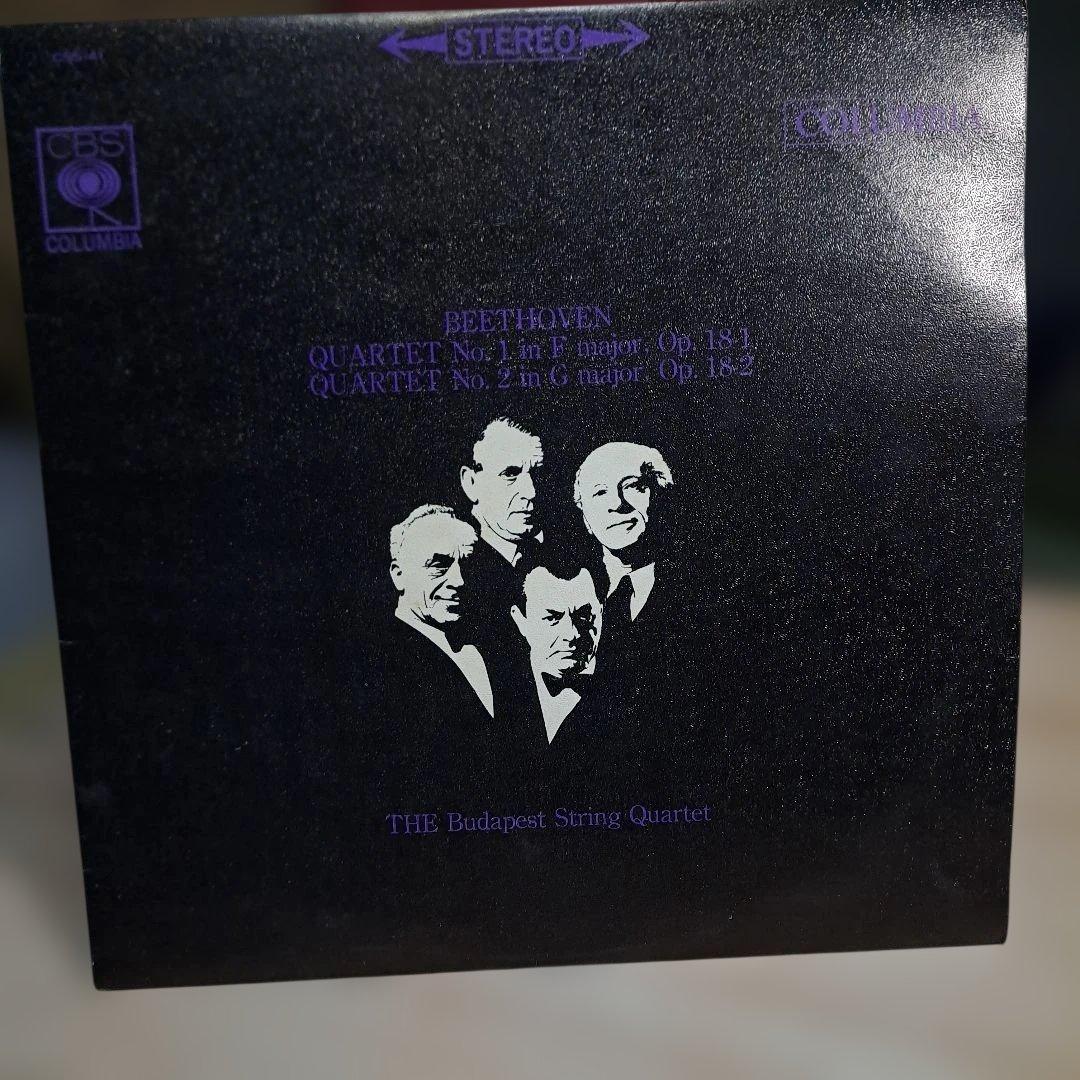 STEREO
COLUMBIA
CBS
COLUMBIA
BEETHOVEN
QUARTET No. 1 in F major, Op. 18-1
QUARTET No. 2 in G major, Op. 18-2
THE Budapest String Quartet